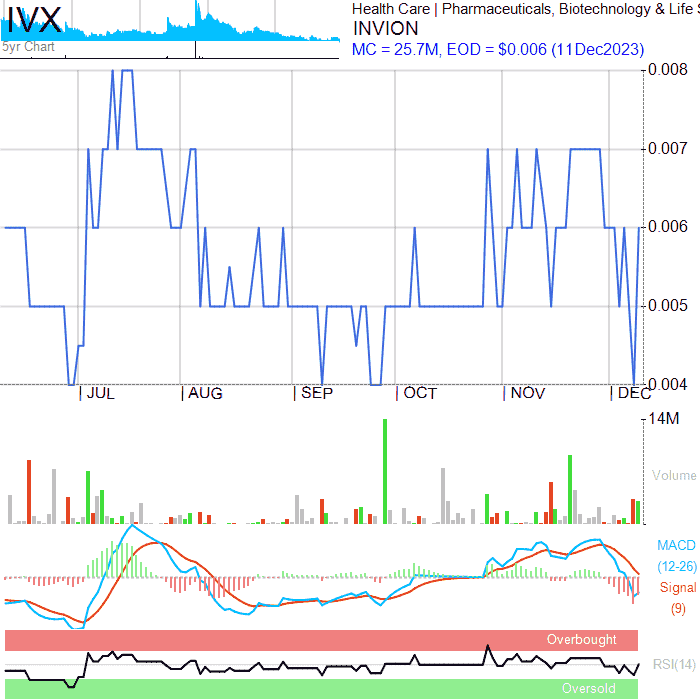 IVX
5yr Chart
Health Care | Pharmaceuticals, Biotechnology & Life S
INVION
MC = 25.7M, EOD = $0.006 (11Dec2023)
0.008
0.007
0.006
0.005
0.004
JUL
AUG
SEP
OCT
NOV
DEC
14M
Volume
MACD
(12-26)
Signal
(9)
Overbought
RSI(14)
Oversold